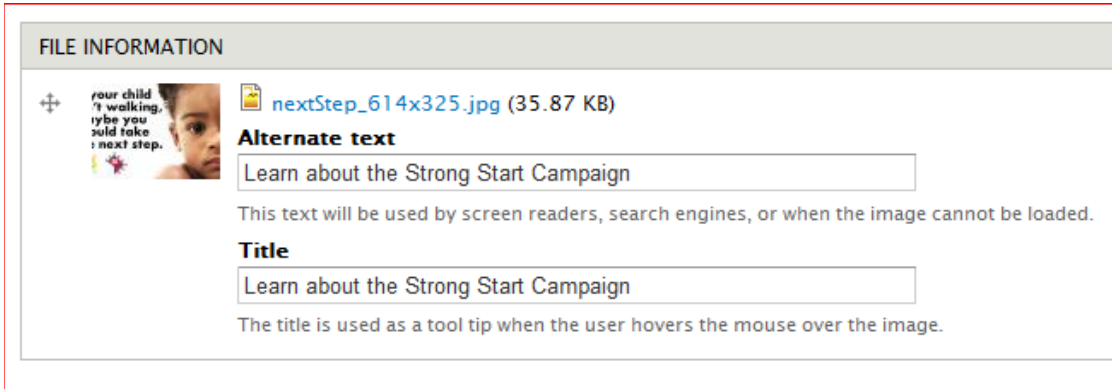 FILE INFORMATION
your child
't walking,
aybe you
ould take
next step.
nextStep_614x325.jpg (35.87 KB)
Alternate text
Learn about the Strong Start Campaign
This text will be used by screen readers, search engines, or when the image cannot be loaded.
Title
Learn about the Strong Start Campaign
The title is used as a tool tip when the user hovers the mouse over the image.